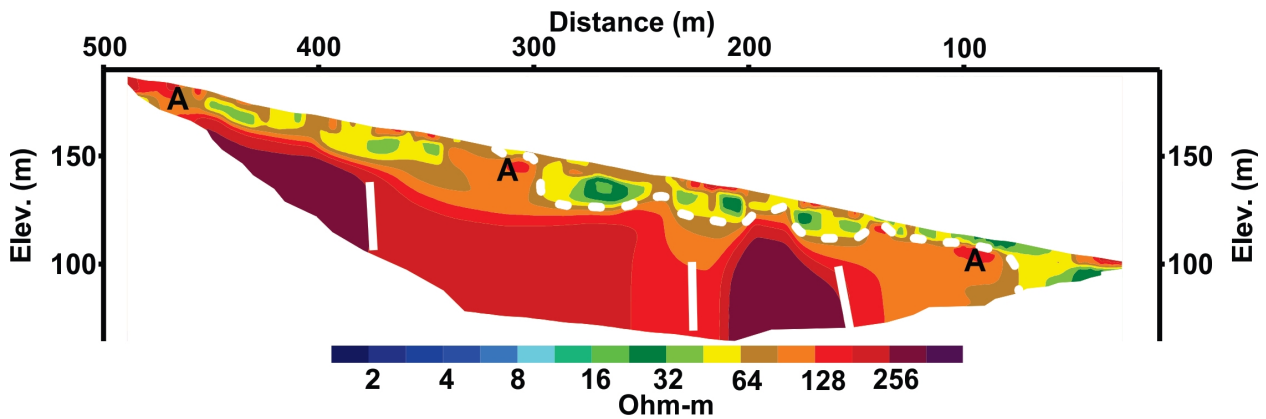 Distance (m)
500 400 300 200 100
A
150 A 150
Elev. (m) Elev. (m)
100 A 100
2 4 8 16 32 64 128 256
Ohm-m